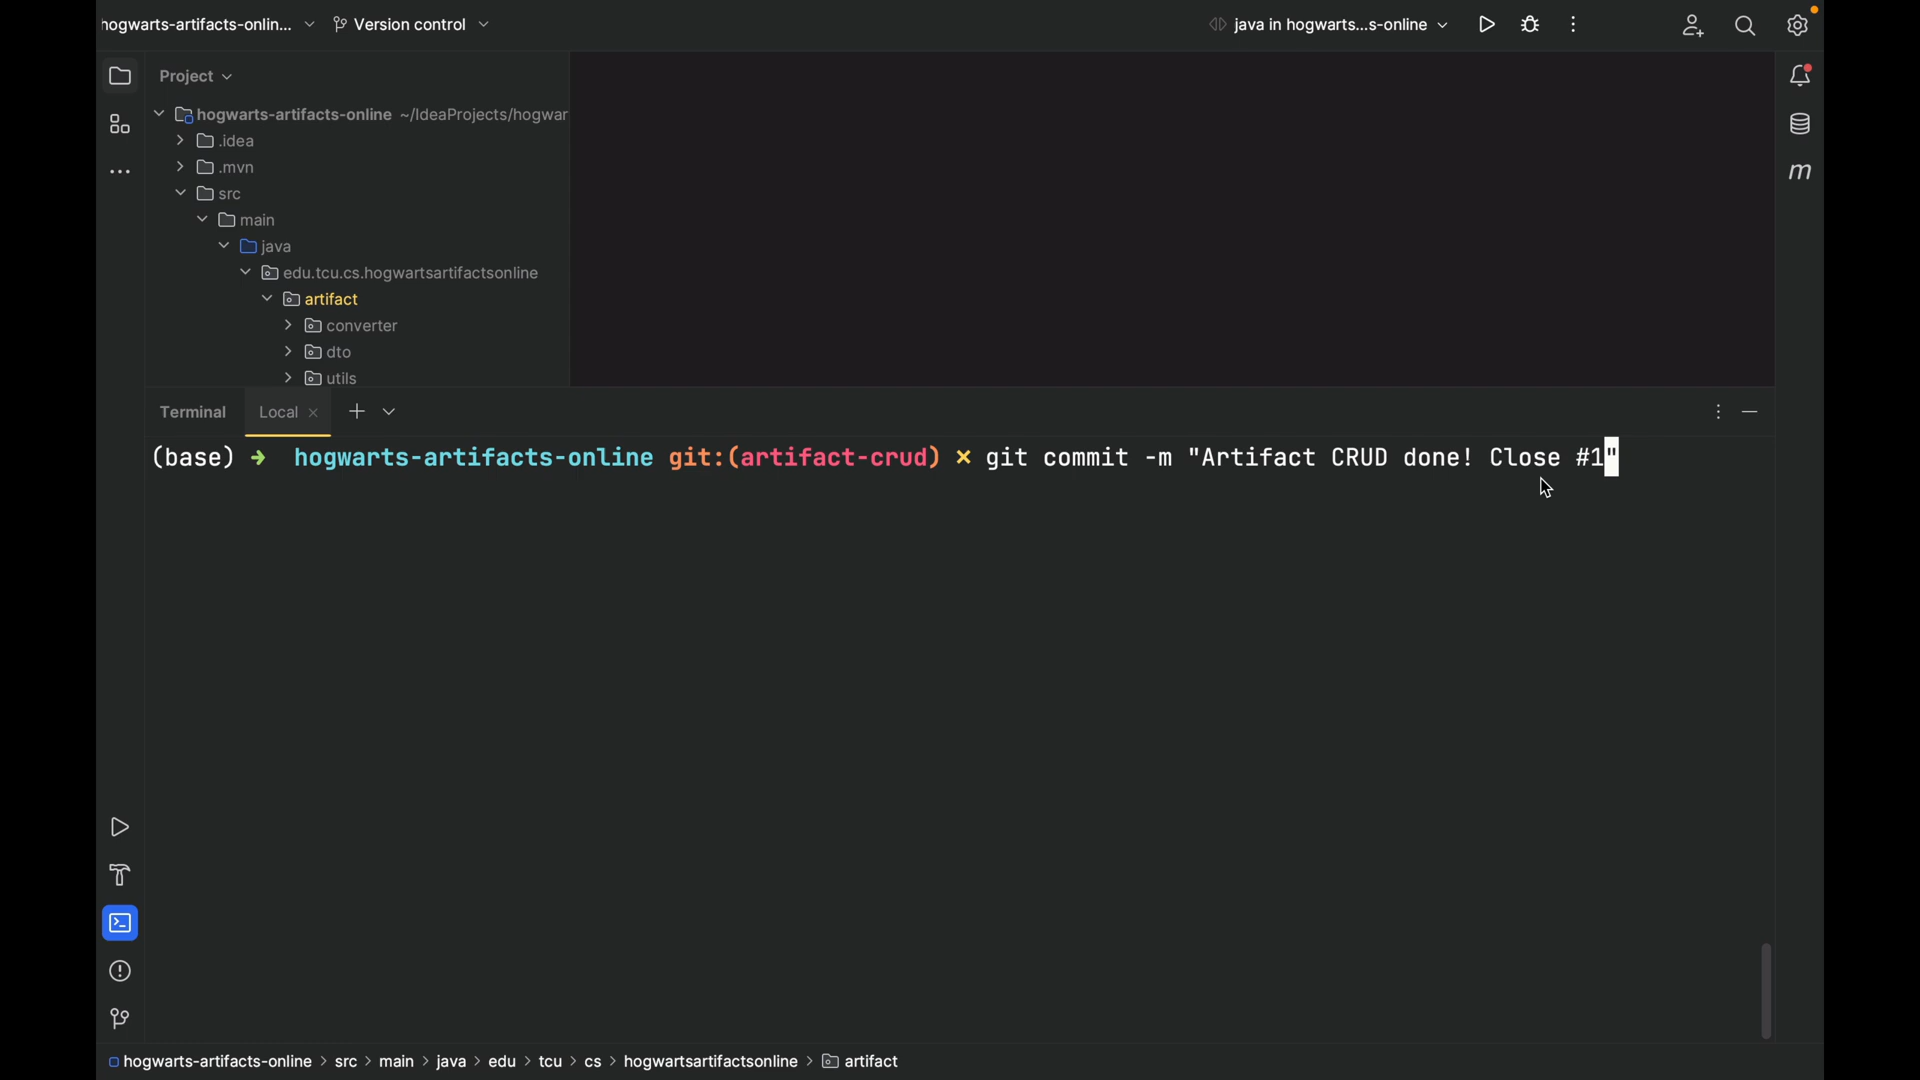 hogwarts-artifacts-onlin... Version control java in hogwarts...s-online
Project
hogwarts-artifacts-online ~/IdeaProjects/hogwar
.idea
.mvn
src
main
java
edu.tcu.cs.hogwartsartifactsonline
artifact
converter
dto
utils
m
Terminal Local
(base) ➜ hogwarts-artifacts-online git:(artifact-crud) ✗ git commit -m "Artifact CRUD done! Close #1"
hogwarts-artifacts-online > src > main > java > edu > tcu > cs > hogwartsartifactsonline > artifact